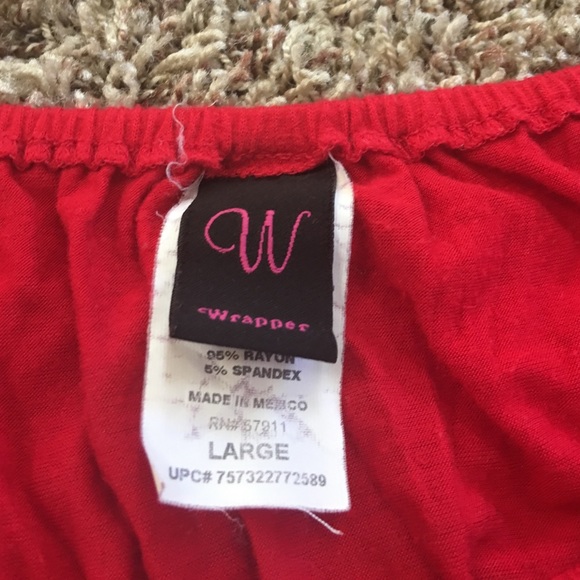 W
Wrapper
95% RAYON
5% SPANDEX
MADE IN MEXICO
RN# 57911
LARGE
UPC# 757322772589